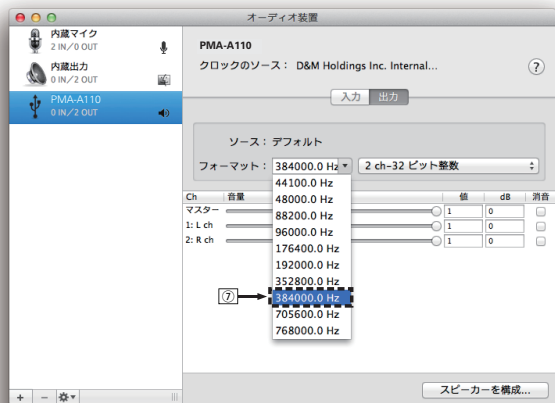 オーディオ装置
内蔵マイク
2 IN/0 OUT
内蔵出力
0 IN/2 OUT
PMA-A110
0 IN/2 OUT
PMA-A110
クロックのソース： D&M Holdings Inc. Internal...
?
入力 出力
ソース：デフォルト
フォーマット： 384000.0 Hz 2 ch-32 ビット整数
44100.0 Hz
48000.0 Hz
88200.0 Hz
96000.0 Hz
176400.0 Hz
192000.0 Hz
352800.0 Hz
⑦ 384000.0 Hz
705600.0 Hz
768000.0 Hz
Ch 音量 値 dB 消音
マスター 1 0
1: L ch 1 0
2: R ch 1 0
+ −
スピーカーを構成...